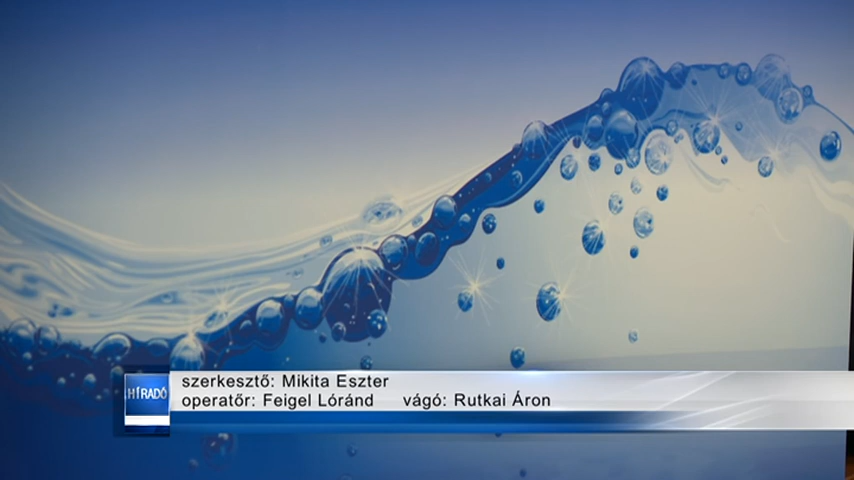 HÍRADÓ
szerkesztő: Mikita Eszter
operatőr: Feigel Lóránd vágó: Rutkai Áron